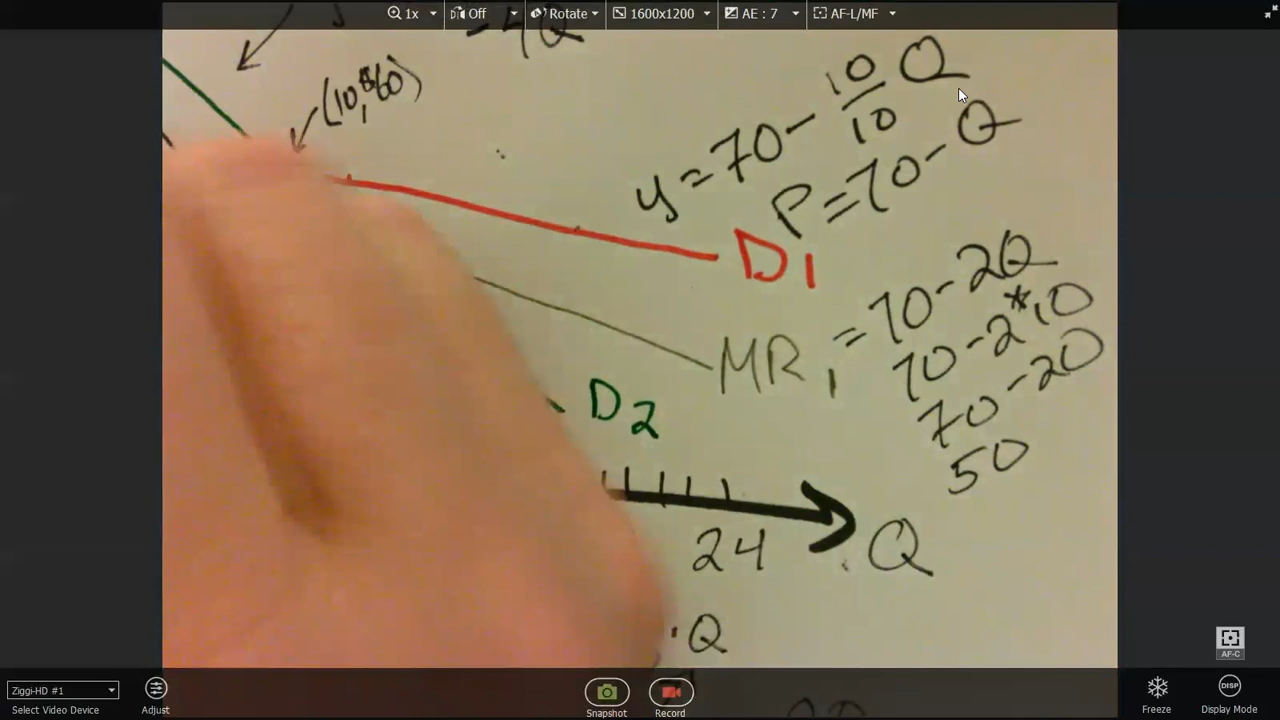 1x
Off
Rotate
1600x1200
AE : 7
AF-L/MF
- 4Q
(10, 60)
y = 70 - 10/10 Q
P = 70 - Q
D1
MR1 = 70 - 2Q
70 - 2*10
70 - 20
50
D2
24
Q
· Q
AF-C
Ziggi-HD #1
Select Video Device
Adjust
Snapshot
Record
Freeze
DISP
Display Mode